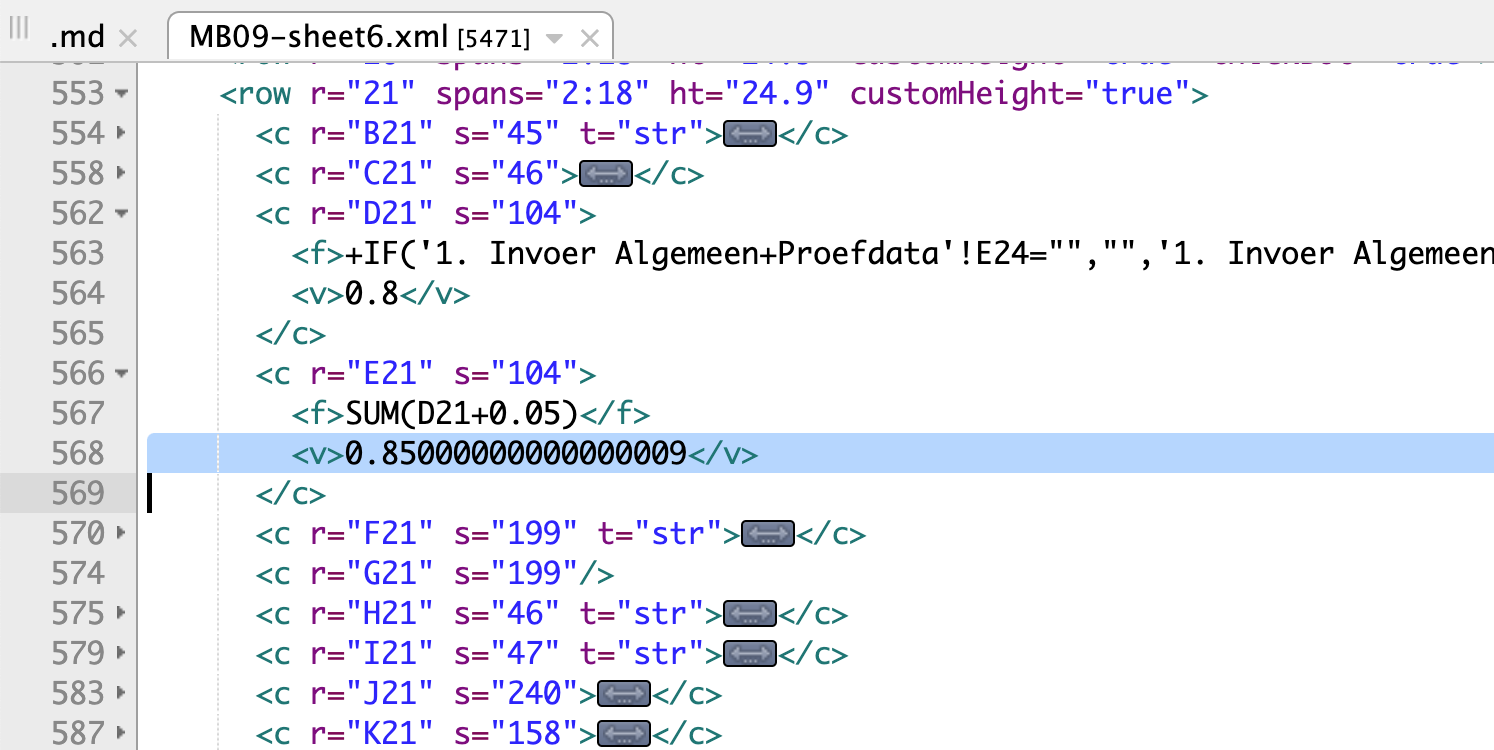 .md × MB09-sheet6.xml [5471] ×
553 <row r="21" spans="2:18" ht="24.9" customHeight="true">
554 <c r="B21" s="45" t="str">...</c>
558 <c r="C21" s="46">...</c>
562 <c r="D21" s="104">
563 <f>+IF('1. Invoer Algemeen+Proefdata'!E24="","",'1. Invoer Algemeen
564 <v>0.8</v>
565 </c>
566 <c r="E21" s="104">
567 <f>SUM(D21+0.05)</f>
568 <v>0.85000000000000009</v>
569 </c>
570 <c r="F21" s="199" t="str">...</c>
574 <c r="G21" s="199"/>
575 <c r="H21" s="46" t="str">...</c>
579 <c r="I21" s="47" t="str">...</c>
583 <c r="J21" s="240">...</c>
587 <c r="K21" s="158">...</c>